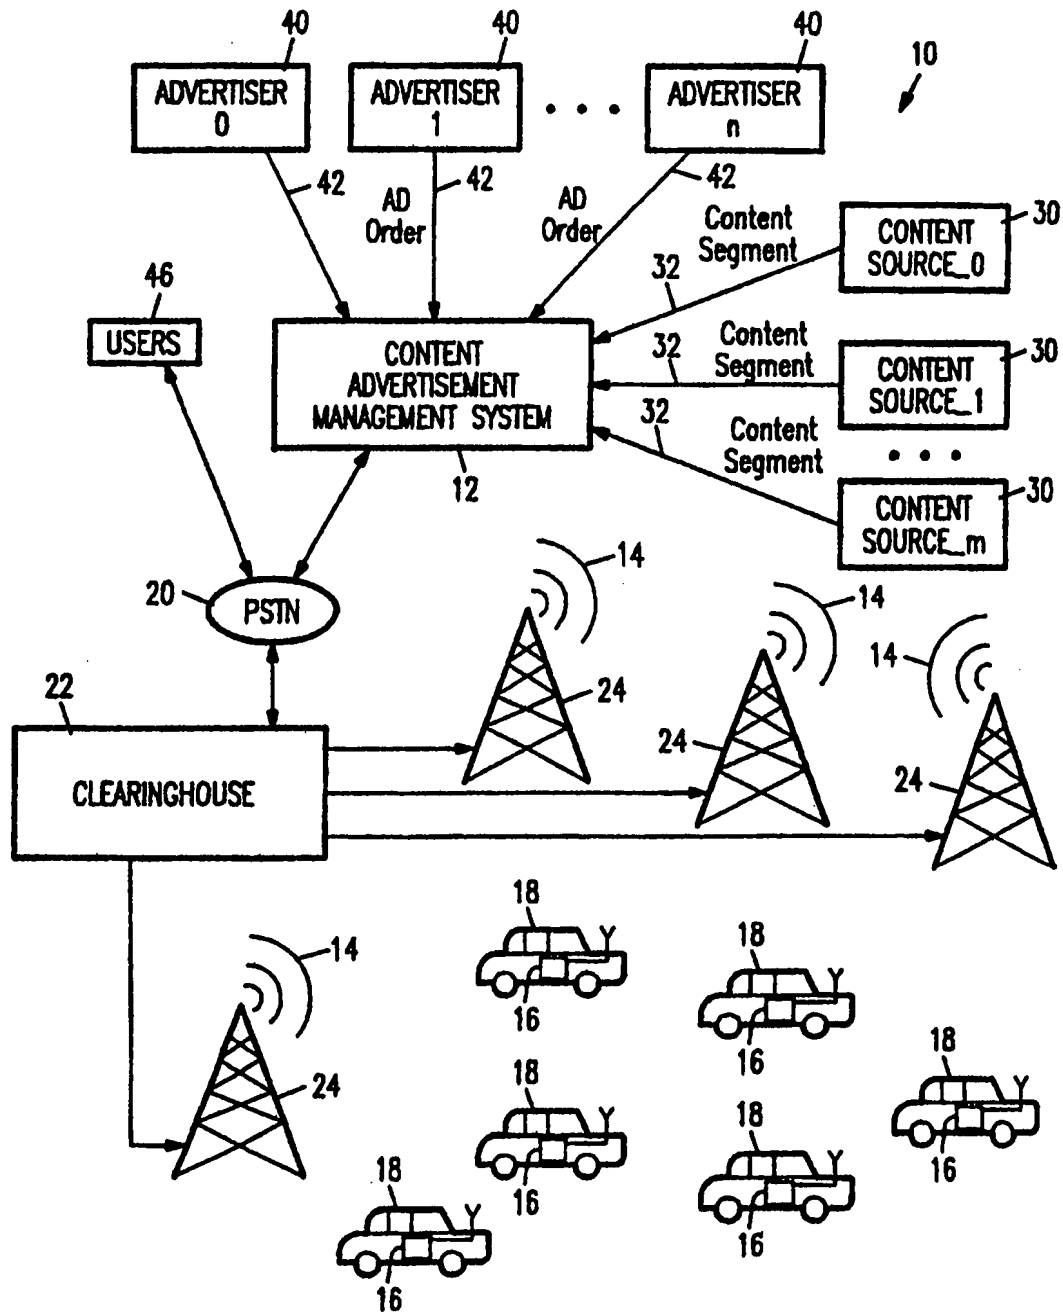 40
40
40
10
ADVERTISER
0
ADVERTISER
1
• • •
ADVERTISER
n
42
42
42
AD
Order
AD
Order
Content
Segment
30
CONTENT
SOURCE_0
32
46
USERS
CONTENT
ADVERTISEMENT
MANAGEMENT SYSTEM
12
32
Content
Segment
30
CONTENT
SOURCE_1
• • •
32
Content
Segment
30
CONTENT
SOURCE_m
20
PSTN
14
14
14
22
CLEARINGHOUSE
24
24
24
18
16
18
16
14
24
18
16
18
16
18
16
18
16